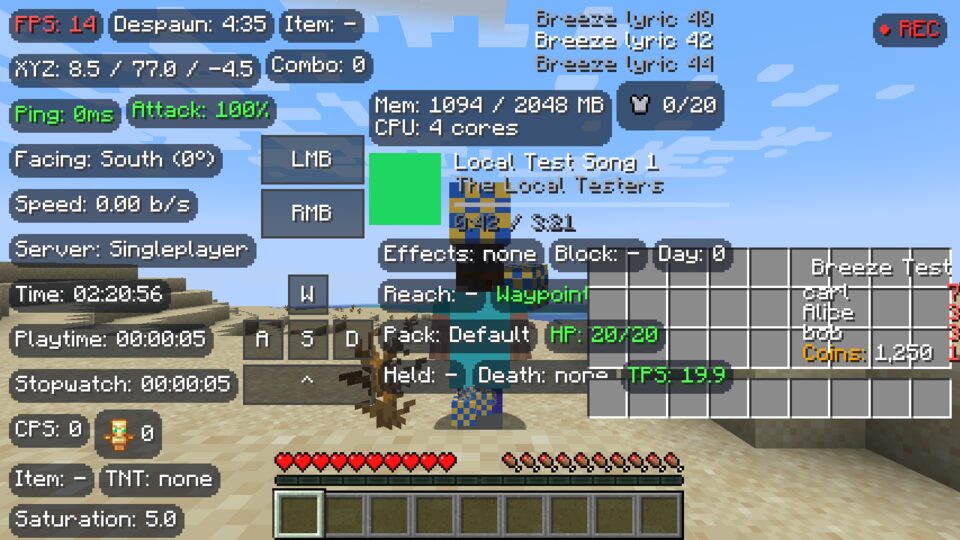 FPS: 14
Despawn: 4:35
Item: -
Breeze lyric 40
Breeze lyric 42
Breeze lyric 44
REC
XYZ: 8.5 / 77.0 / -4.5
Combo: 0
Ping: 0ms
Attack: 100%
Mem: 1094 / 2048 MB
CPU: 4 cores
0/20
Facing: South (0°)
LMB
Local Test Song 1
The Local Testers
Speed: 0.00 b/s
RMB
0:42 / 3:21
Server: Singleplayer
Effects: none
Block: -
Day: 0
Breeze Test
Time: 02:20:56
W
Reach: -
Waypoint
carl
Alice
bob
Coins: 1,250
Playtime: 00:00:05
A
S
D
Pack: Default
HP: 20/20
Stopwatch: 00:00:05
^
Held: -
Death: none
TPS: 19.9
CPS: 0
0
Item: -
TNT: none
Saturation: 5.0